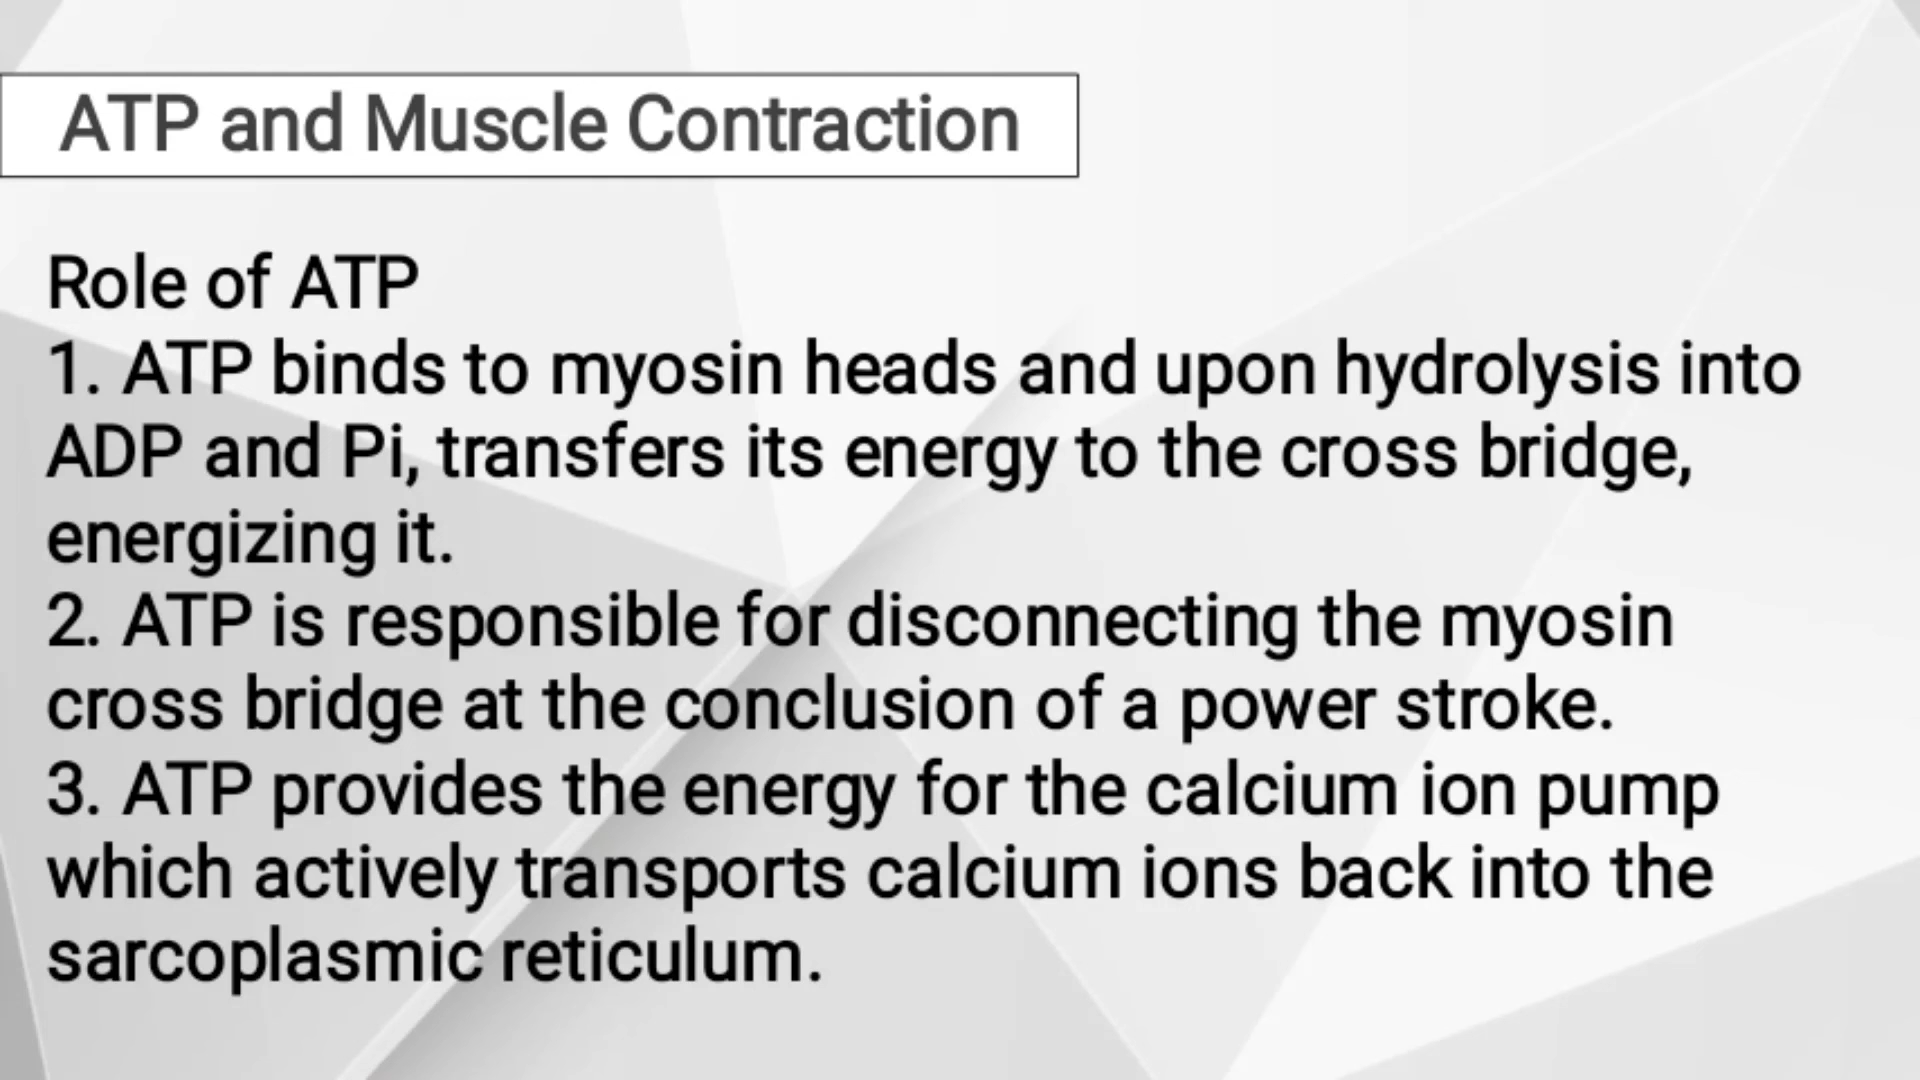 ATP and Muscle Contraction
Role of ATP
1. ATP binds to myosin heads and upon hydrolysis into
ADP and Pi, transfers its energy to the cross bridge,
energizing it.
2. ATP is responsible for disconnecting the myosin
cross bridge at the conclusion of a power stroke.
3. ATP provides the energy for the calcium ion pump
which actively transports calcium ions back into the
sarcoplasmic reticulum.